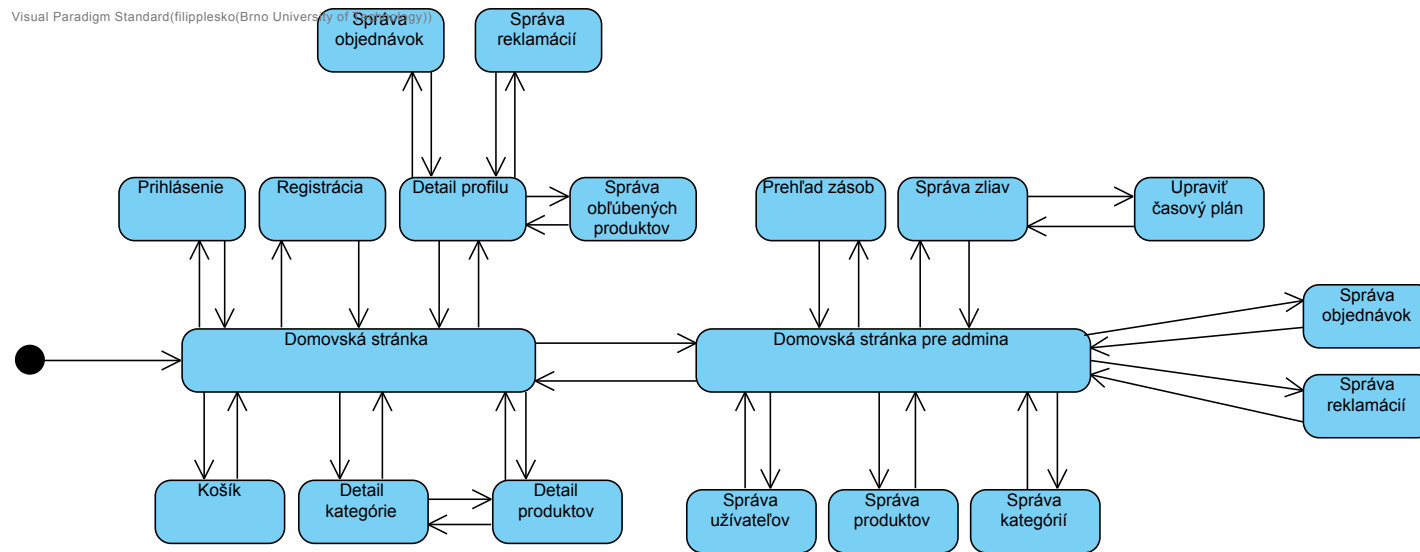 Visual Paradigm Standard(filipplesko(Brno University of Technology))
Správa
objednávok
Správa
reklamácií
Prihlásenie
Registrácia
Detail profilu
Správa
obľúbených
produktov
Prehľad zásob
Správa zliav
Upraviť
časový plán
Domovská stránka
Domovská stránka pre admina
Správa
objednávok
Správa
reklamácií
Košík
Detail
kategórie
Detail
produktov
Správa
užívateľov
Správa
produktov
Správa
kategórií